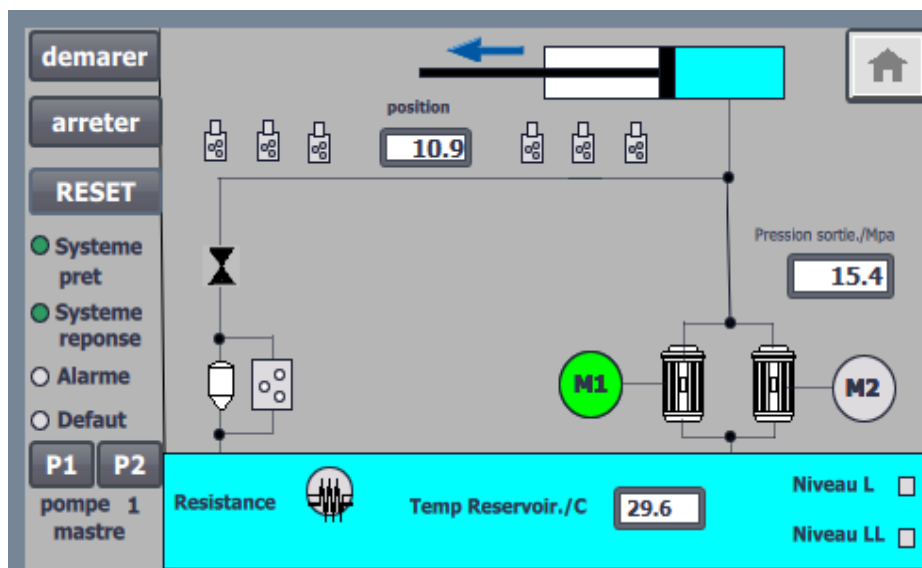 demarer
arreter
RESET
Systeme
pret
Systeme
reponse
Alarme
Defaut
P1 P2
pompe 1
mastre
position
10.9
Pression sortie./Mpa
15.4
M1
M2
Resistance
Temp Reservoir./C
29.6
Niveau L
Niveau LL